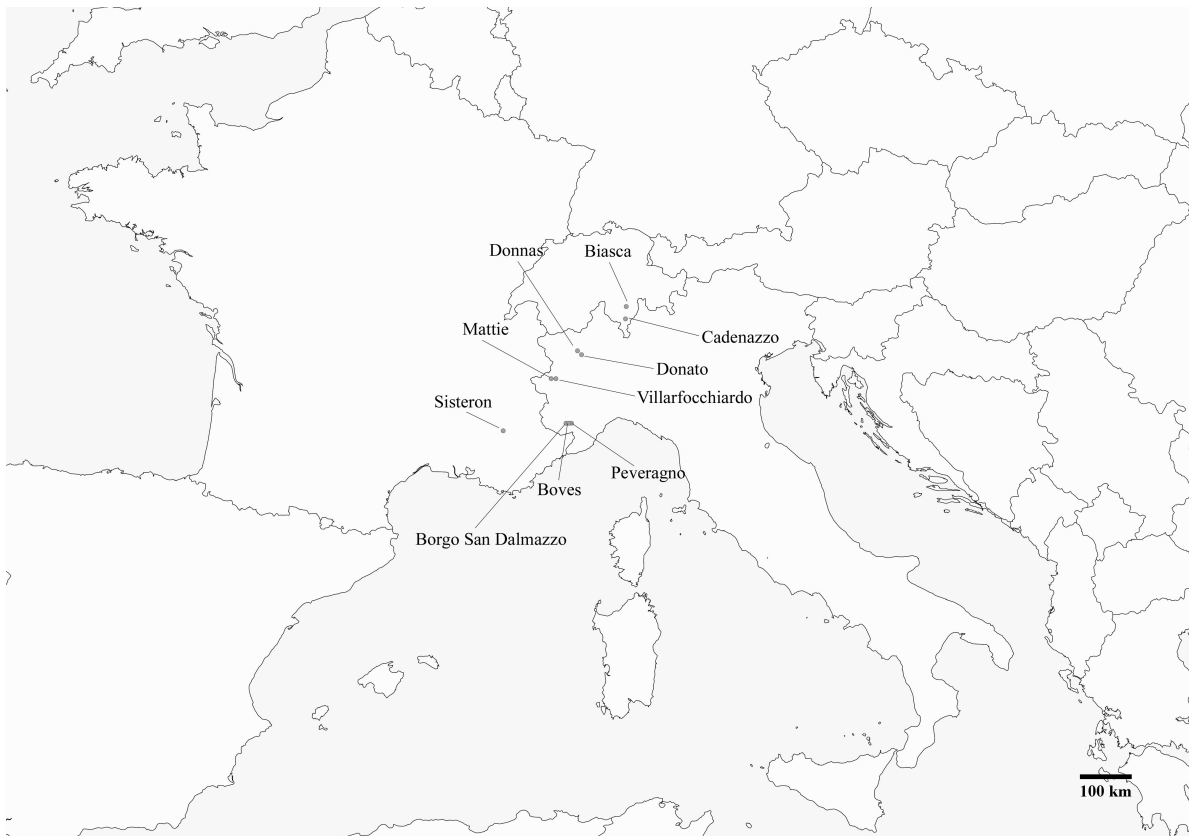 Donnas
Biasca
Mattie
Cadenazzo
Donato
Villarfocchiardo
Sisteron
Peveragno
Boves
Borgo San Dalmazzo
100 km